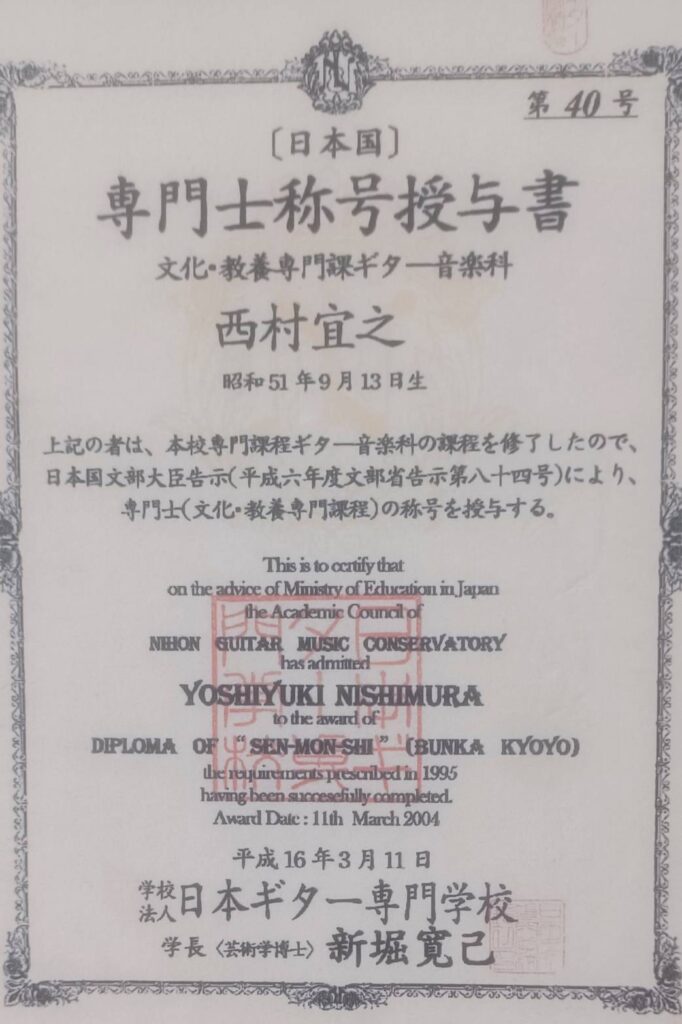 第40号
〔日本国〕
専門士称号授与書
文化・教養専門課ギター音楽科
西村宜之
昭和51年9月13日生
上記の者は、本校専門課程ギター音楽科の課程を修了したので、
日本国文部大臣告示(平成六年度文部省告示第八十四号)により、
専門士(文化・教養専門課程)の称号を授与する。
This is to certify that
on the advice of Ministry of Education in Japan
the Academic Council of
NIHON GUITAR MUSIC CONSERVATORY
has admitted
YOSHIYUKI NISHIMURA
to the award of
DIPLOMA OF “SEN-MON-SHI” (BUNKA KYOYO)
the requirements prescribed in 1995
having been succesefully completed.
Award Date : 11th March 2004
平成16年3月11日
学校法人日本ギター専門学校
学長〈芸術学博士〉新堀寛己